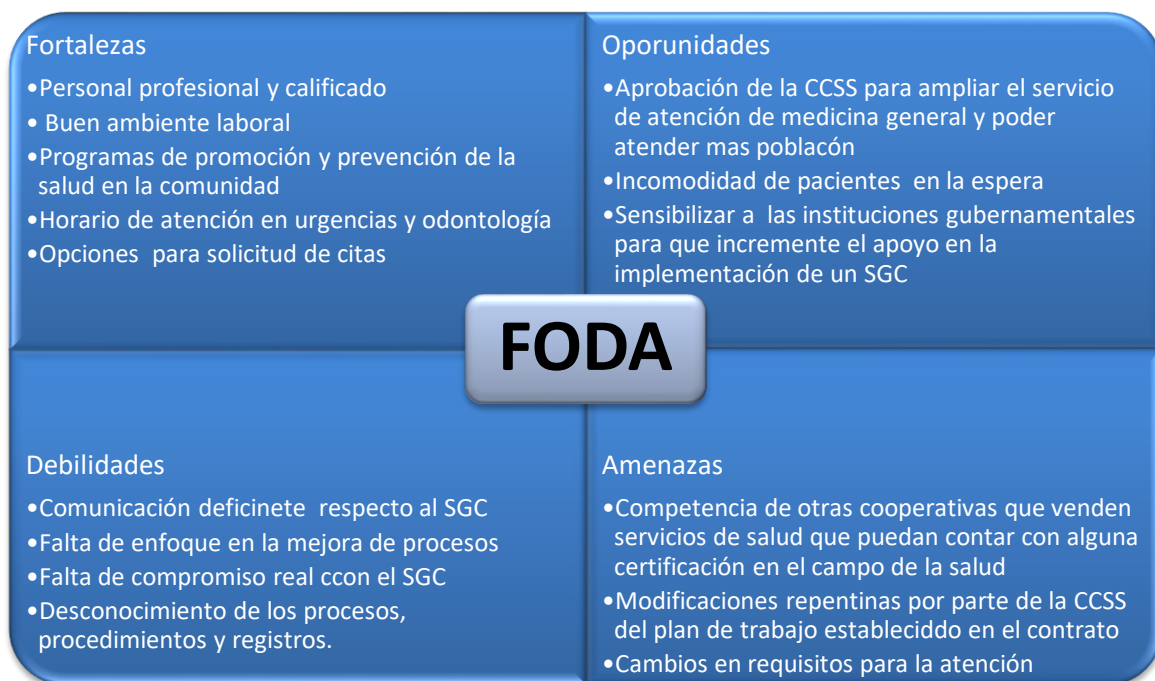 Fortalezas
•Personal profesional y calificado
• Buen ambiente laboral
•Programas de promoción y prevención de la
salud en la comunidad
•Horario de atención en urgencias y odontología
•Opciones para solicitud de citas
Oporunidades
•Aprobación de la CCSS para ampliar el servicio
de atención de medicina general y poder
atender mas poblacón
•Incomodidad de pacientes en la espera
•Sensibilizar a las instituciones gubernamentales
para que incremente el apoyo en la
implementación de un SGC
FODA
Debilidades
•Comunicación deficinete respecto al SGC
•Falta de enfoque en la mejora de procesos
•Falta de compromiso real ccon el SGC
•Desconocimiento de los procesos,
procedimientos y registros.
Amenazas
•Competencia de otras cooperativas que venden
servicios de salud que puedan contar con alguna
certificación en el campo de la salud
•Modificaciones repentinas por parte de la CCSS
del plan de trabajo estableciddo en el contrato
•Cambios en requisitos para la atención